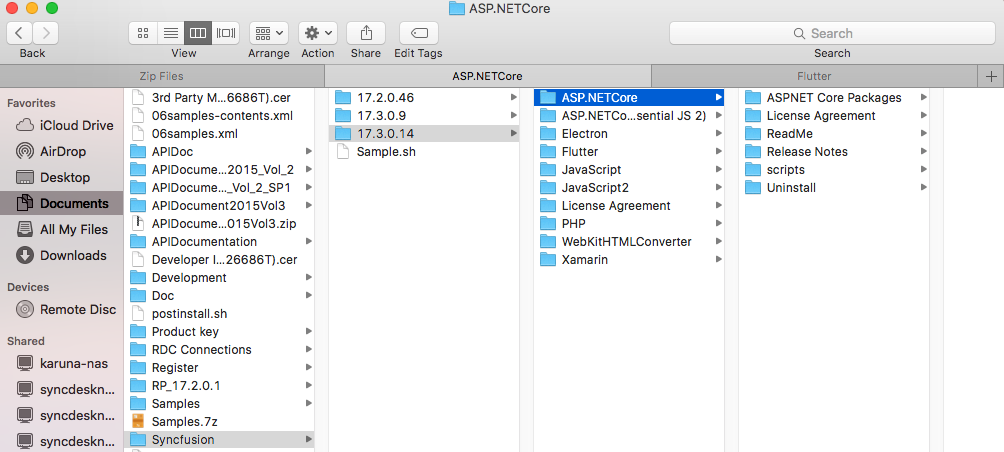 ASP.NETCore
Search
Back
View
Arrange
Action
Share
Edit Tags
Search
Zip Files
ASP.NETCore
Flutter
Favorites
iCloud Drive
AirDrop
Desktop
Documents
All My Files
Downloads
Devices
Remote Disc
Shared
karuna-nas
syncdeskn...
syncdeskn...
syncdeskn...
3rd Party M...6686T).cer
06samples-contents.xml
06samples.xml
APIDoc
APIDocume...2015_Vol_2
APIDocume..._Vol_2_SP1
APIDocument2015Vol3
APIDocume...015Vol3.zip
APIDocumentation
Developer I...26686T).cer
Development
Doc
postinstall.sh
Product key
RDC Connections
Register
RP_17.2.0.1
Samples
Samples.7z
Syncfusion
17.2.0.46
17.3.0.9
17.3.0.14
Sample.sh
ASP.NETCore
ASP.NETCo...sential JS 2)
Electron
Flutter
JavaScript
JavaScript2
License Agreement
PHP
WebKitHTMLConverter
Xamarin
ASPNET Core Packages
License Agreement
ReadMe
Release Notes
scripts
Uninstall